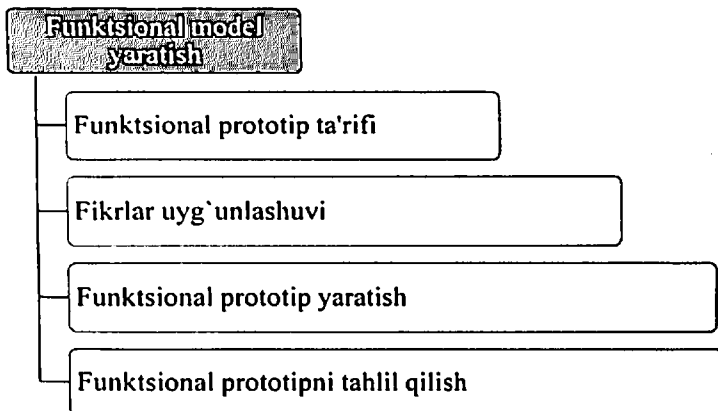 Funktsional model
yaratish
Funktsional prototip ta'rifi
Fikrlar uyg`unlashuvi
Funktsional prototip yaratish
Funktsional prototipni tahlil qilish